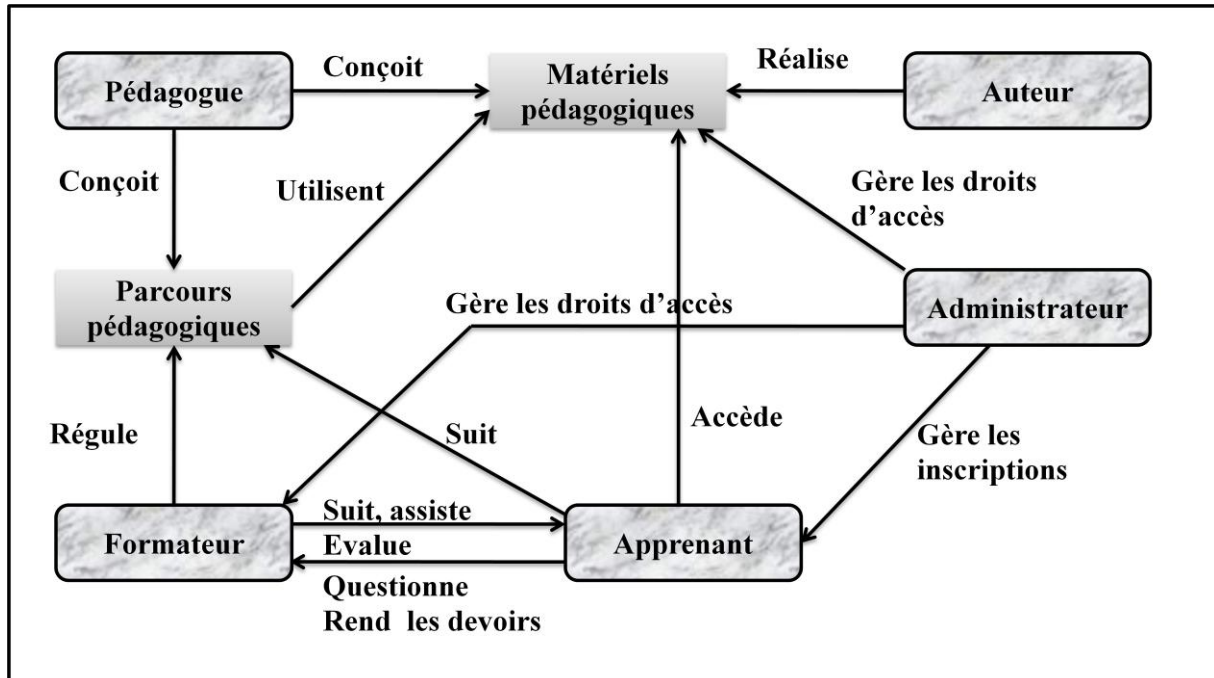 Pédagogue
Conçoit
Matériels
pédagogiques
Réalise
Auteur
Conçoit
Utilisent
Gère les droits
d’accès
Parcours
pédagogiques
Gère les droits d’accès
Administrateur
Régule
Suit
Accède
Gère les
inscriptions
Formateur
Suit, assiste
Evalue
Questionne
Rend les devoirs
Apprenant